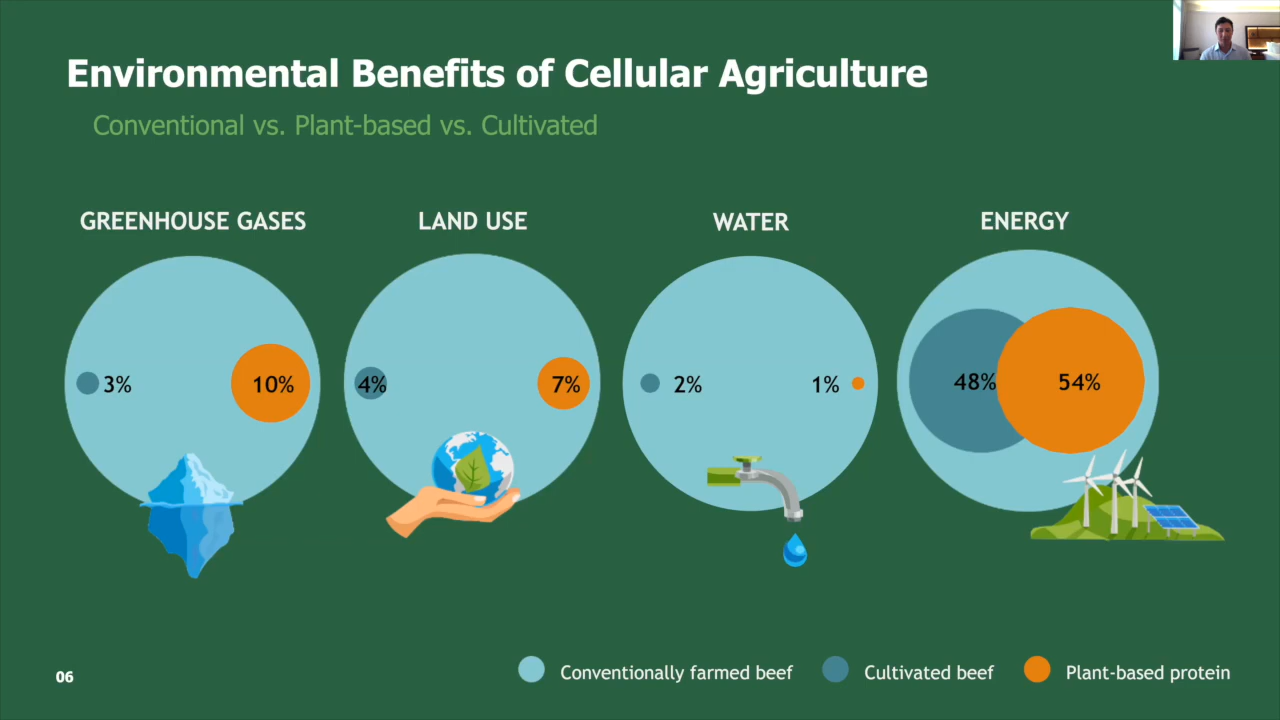 Environmental Benefits of Cellular Agriculture
Conventional vs. Plant-based vs. Cultivated
GREENHOUSE GASES
LAND USE
WATER
ENERGY
3%
10%
4%
7%
2%
1%
48%
54%
06
Conventionally farmed beef
Cultivated beef
Plant-based protein